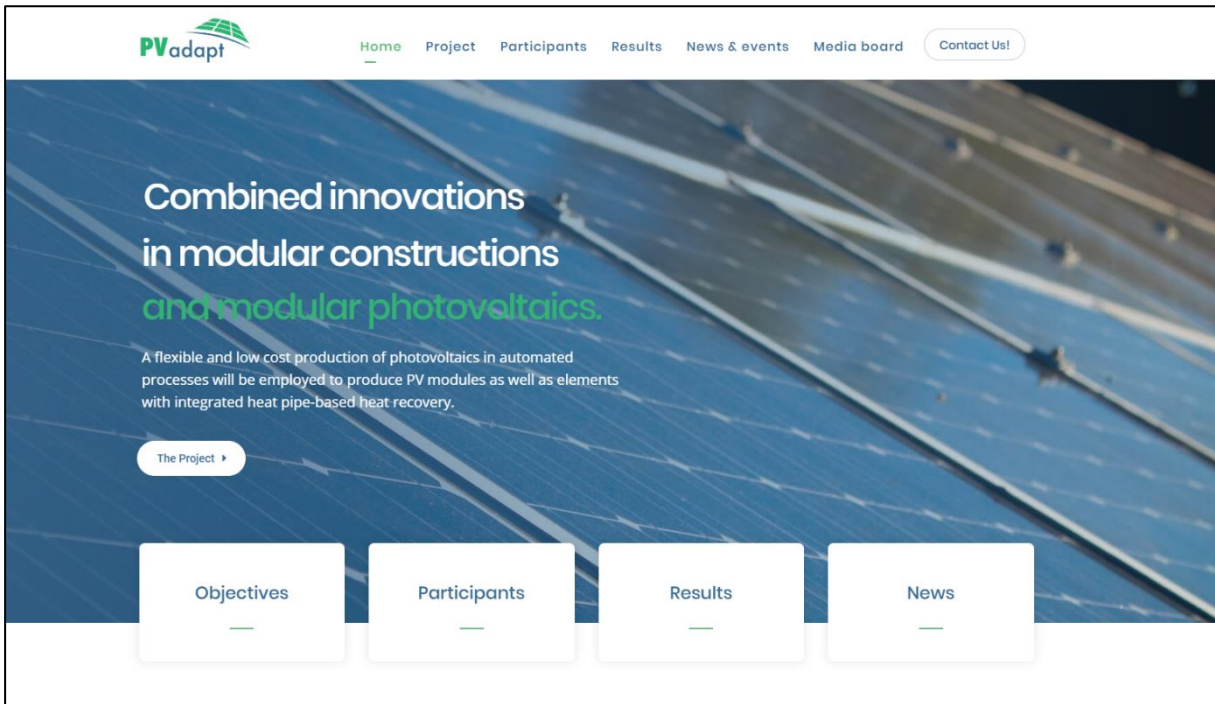 PVadapt
Home Project Participants Results News & events Media board Contact Us!
Combined innovations
in modular constructions
and modular photovoltaics.
A flexible and low cost production of photovoltaics in automated
processes will be employed to produce PV modules as well as elements
with integrated heat pipe-based heat recovery.
The Project
Objectives Participants Results News